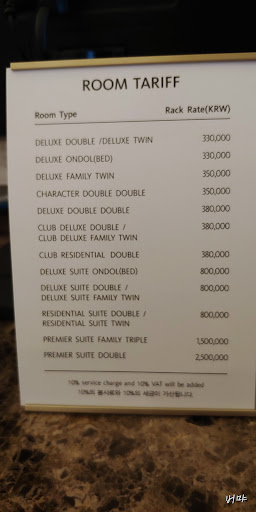 ROOM TARIFF
Room Type Rack Rate(KRW)
DELUXE DOUBLE /DELUXE TWIN 330,000
DELUXE ONDOL(BED) 330,000
DELUXE FAMILY TWIN 350,000
CHARACTER DOUBLE DOUBLE 350,000
DELUXE DOUBLE DOUBLE 380,000
CLUB DELUXE DOUBLE / 380,000
CLUB DELUXE FAMILY TWIN
CLUB RESIDENTIAL DOUBLE 380,000
DELUXE SUITE ONDOL(BED) 800,000
DELUXE SUITE DOUBLE / 800,000
DELUXE SUITE FAMILY TWIN
RESIDENTIAL SUITE DOUBLE / 800,000
RESIDENTIAL SUITE TWIN
PREMIER SUITE FAMILY TRIPLE 1,500,000
PREMIER SUITE DOUBLE 2,500,000
10% service charge and 10% VAT will be added
10%의 봉사료와 10%의 세금이 가산됩니다